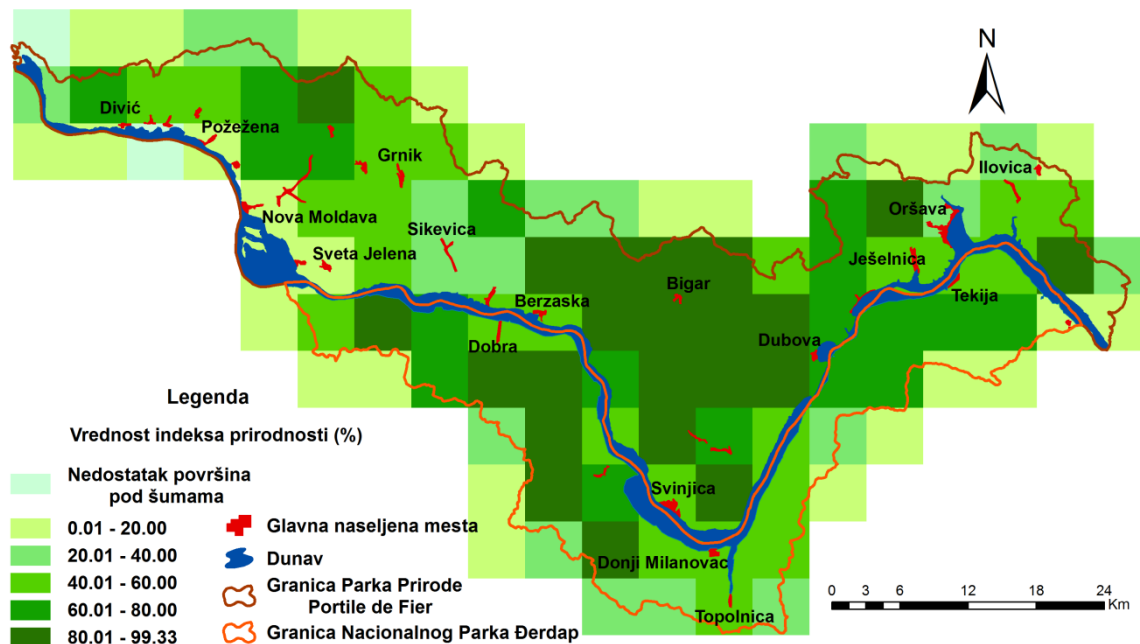 N
Divić
Požežena
Grnik
Ilovica
Nova Moldava
Oršava
Sikevica
Sveta Jelena
Ješelnica
Bigar
Tekija
Berzaska
Dobra
Dubova
Svinjica
Donji Milanovac
Topolnica
Legenda
Vrednost indeksa prirodnosti (%)
Nedostatak površina
pod šumama
0.01 - 20.00
20.01 - 40.00
40.01 - 60.00
60.01 - 80.00
80.01 - 99.33
Glavna naseljena mesta
Dunav
Granica Parka Prirode
Portile de Fier
Granica Nacionalnog Parka Đerdap
0 3 6 12 18 24
Km